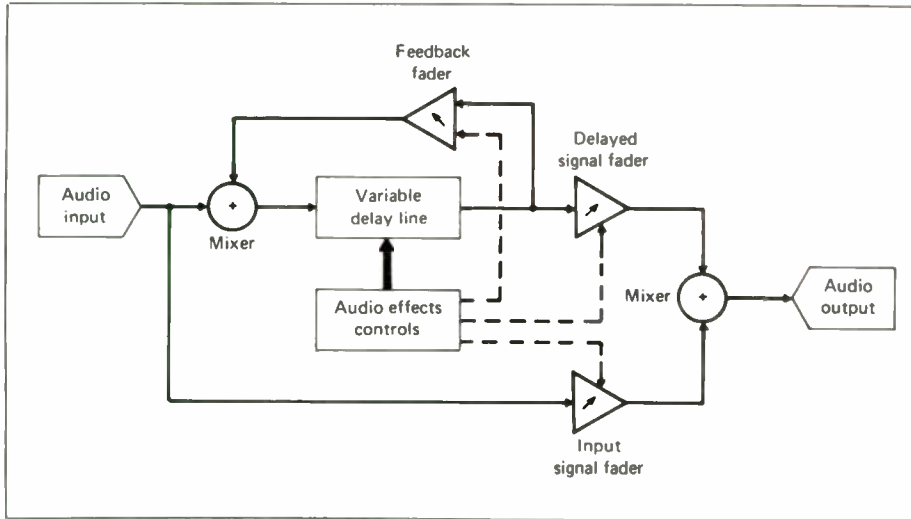 Feedback
fader
Delayed
signal fader
Audio
input
+
Mixer
Variable
delay line
Audio effects
controls
Mixer
+
Audio
output
Input
signal fader